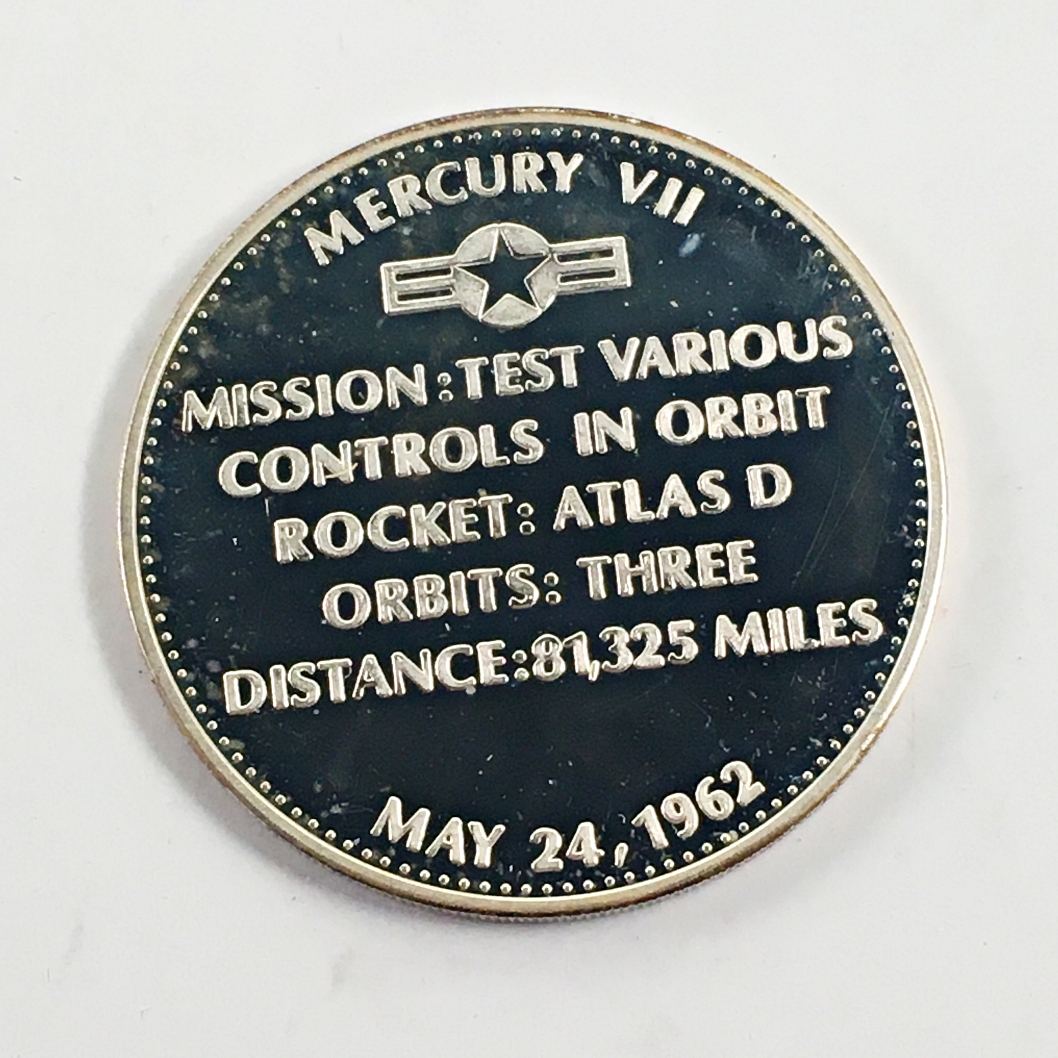 MERCURY VII
MISSION: TEST VARIOUS
CONTROLS IN ORBIT
ROCKET: ATLAS D
ORBITS: THREE
DISTANCE: 81,325 MILES
MAY 24, 1962